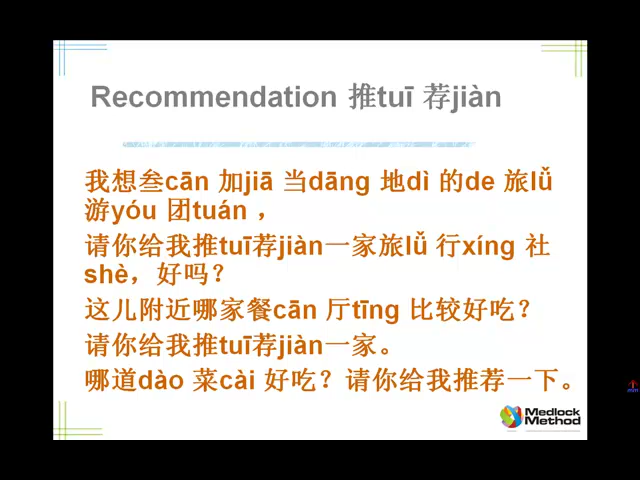 Recommendation 推tuī 荐jiàn
我想叁cān 加jiā 当dāng 地dì 的de 旅lǚ
游yóu 团tuán ，
请你给我推tuī荐jiàn一家旅lǚ 行xíng 社
shè，好吗？
这儿附近哪家餐cān 厅tīng 比较好吃？
请你给我推tuī荐jiàn一家。
哪道dào 菜cài 好吃？请你给我推荐一下。
Medlock
Method